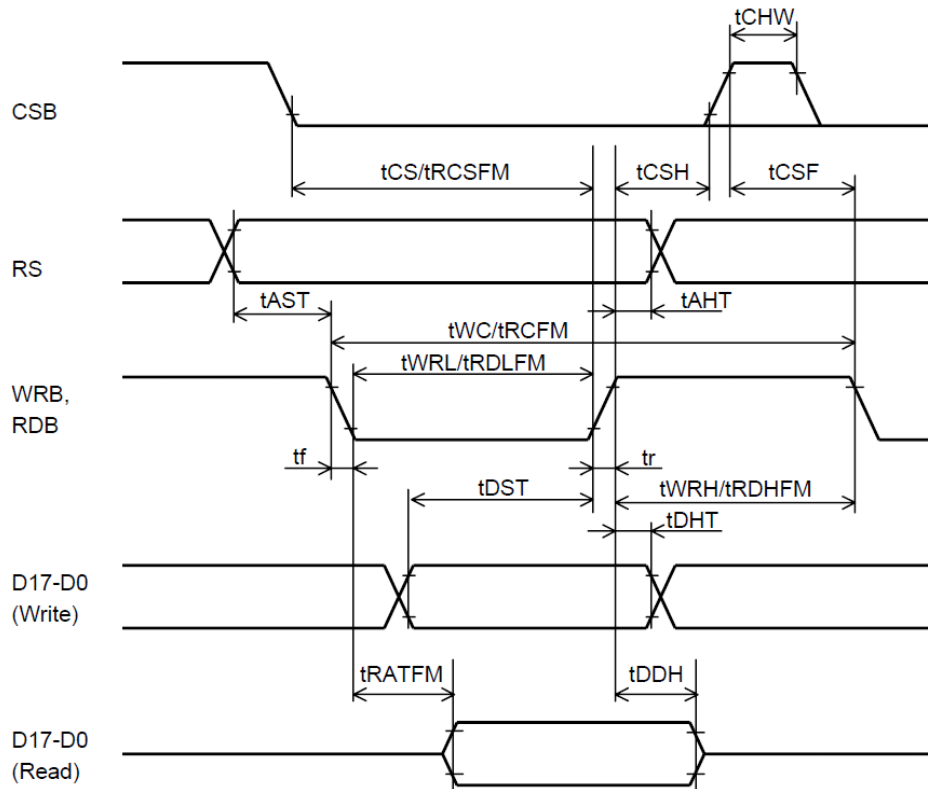 tCHW
CSB
tCS/tRCSFM
tCSH
tCSF
RS
tAST
tAHT
tWC/tRCFM
tWRL/tRDLFM
WRB,
RDB
tf
tr
tDST
tWRH/tRDHFM
tDHT
D17-D0
(Write)
tRATFM
tDDH
D17-D0
(Read)